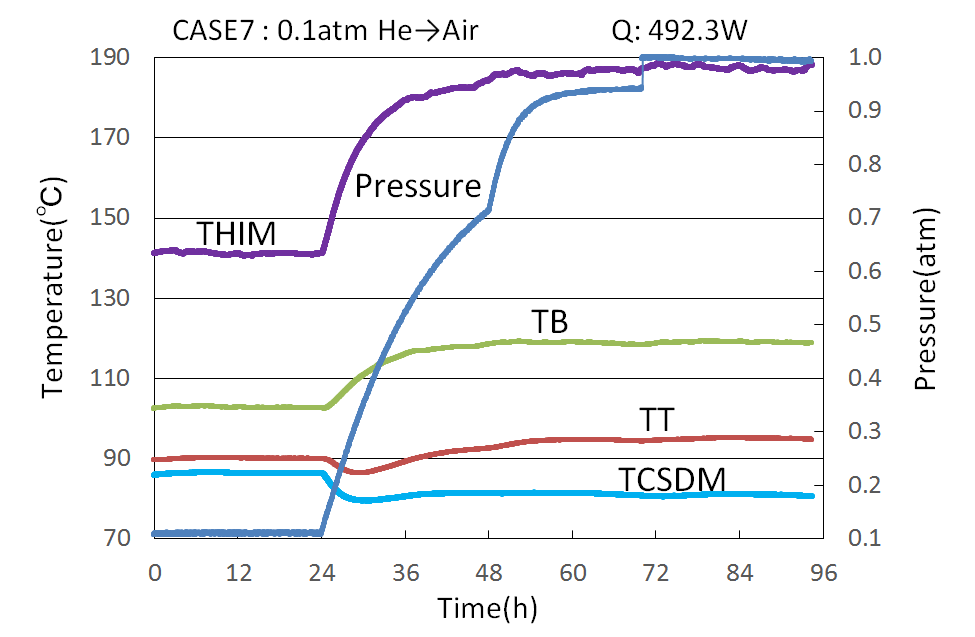 CASE7 : 0.1atm He→Air Q: 492.3W
190 1.0
0.9
170
0.8
Pressure
150 0.7
THIM
0.6
130
TB 0.5
110 0.4
TT
90 0.3
TCSDM
0.2
70 0.1
0 12 24 36 48 60 72 84 96
Time(h)
Temperature(℃)
Pressure(atm)